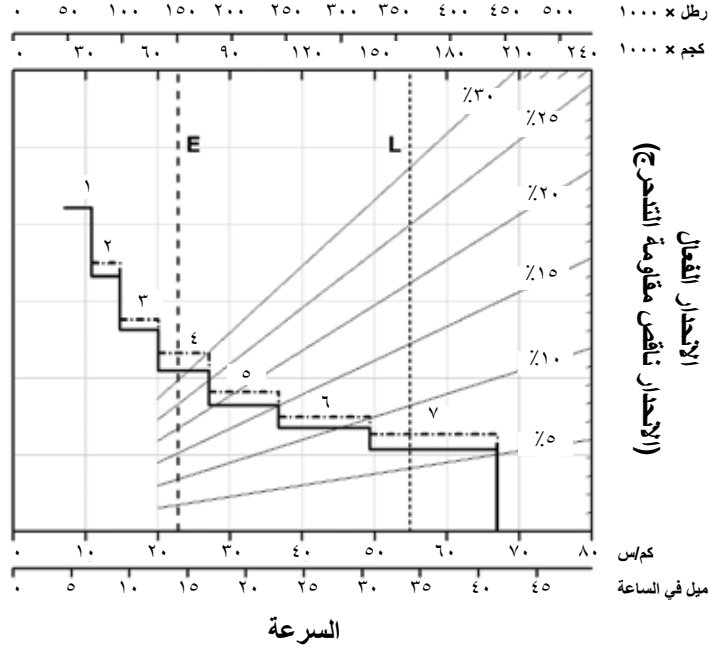 رطل × ١٠٠٠
٠ ٥٠ ١٠٠ ١٥٠ ٢٠٠ ٢٥٠ ٣٠٠ ٣٥٠ ٤٠٠ ٤٥٠ ٥٠٠
كجم × ١٠٠٠
٠ ٣٠ ٦٠ ٩٠ ١٢٠ ١٥٠ ١٨٠ ٢١٠ ٢٤٠
٪٣٠
٪٢٥
E
L
٪٢٠
١
٢
٪١٥
٣
٤
٪١٠
٥
٦
٧
٪٥
الانحدار الفعال
(الانحدار ناقص مقاومة التدحرج)
كم/س
٠ ١٠ ٢٠ ٣٠ ٤٠ ٥٠ ٦٠ ٧٠ ٨٠
ميل في الساعة
٠ ٥ ١٠ ١٥ ٢٠ ٢٥ ٣٠ ٣٥ ٤٠ ٤٥
السرعة